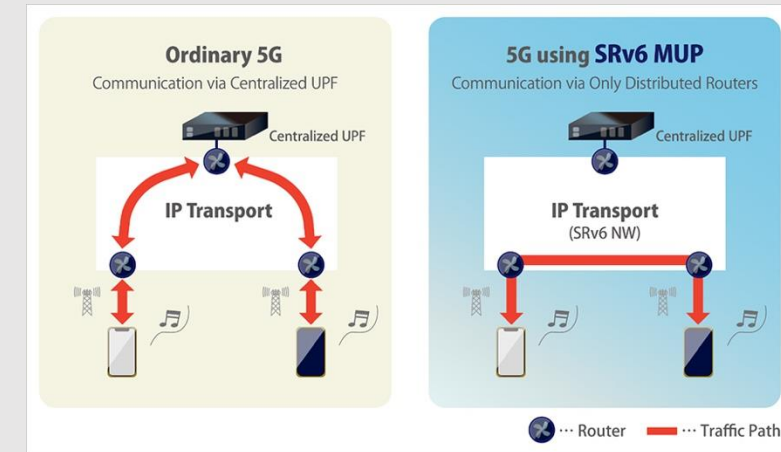 Ordinary 5G
Communication via Centralized UPF
Centralized UPF
IP Transport
5G using SRv6 MUP
Communication via Only Distributed Routers
Centralized UPF
IP Transport
(SRv6 NW)
··· Router
··· Traffic Path